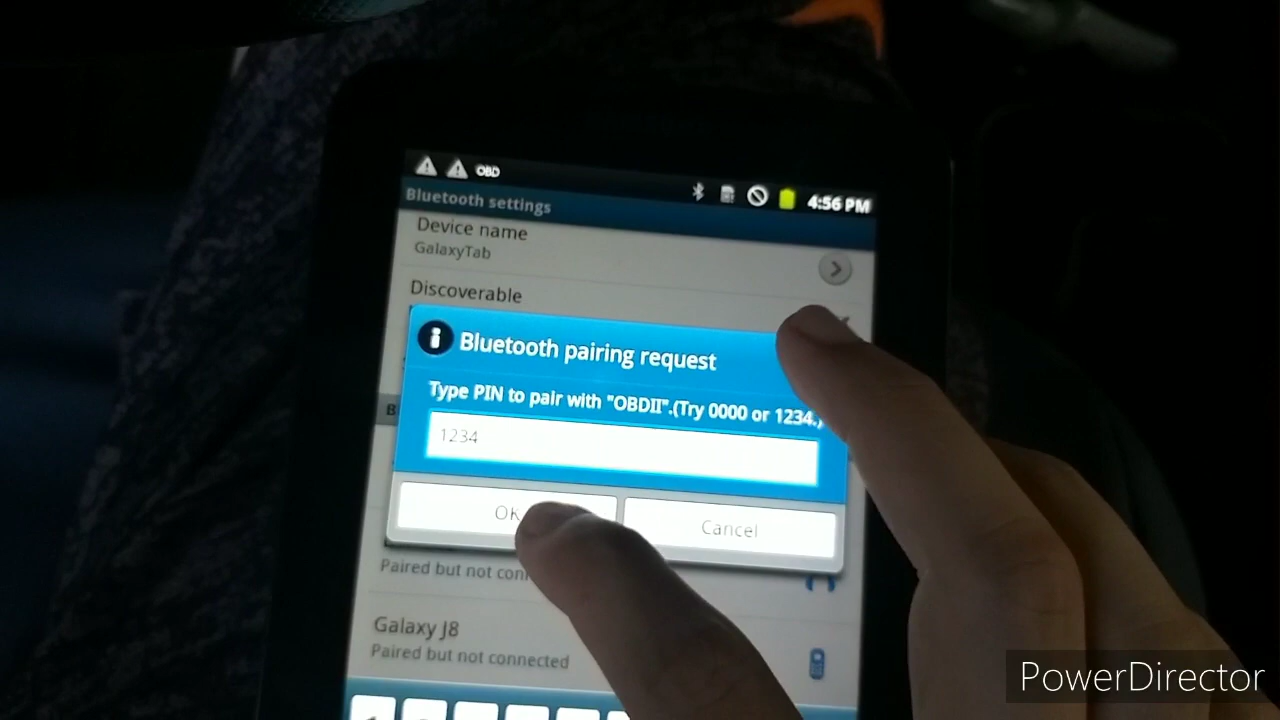 OBD
4:56 PM
Bluetooth settings
Device name
GalaxyTab
Discoverable
Bluetooth pairing request
Type PIN to pair with "OBDII".(Try 0000 or 1234.)
1234
OK
Cancel
Paired but not
Galaxy J8
Paired but not connected
PowerDirector